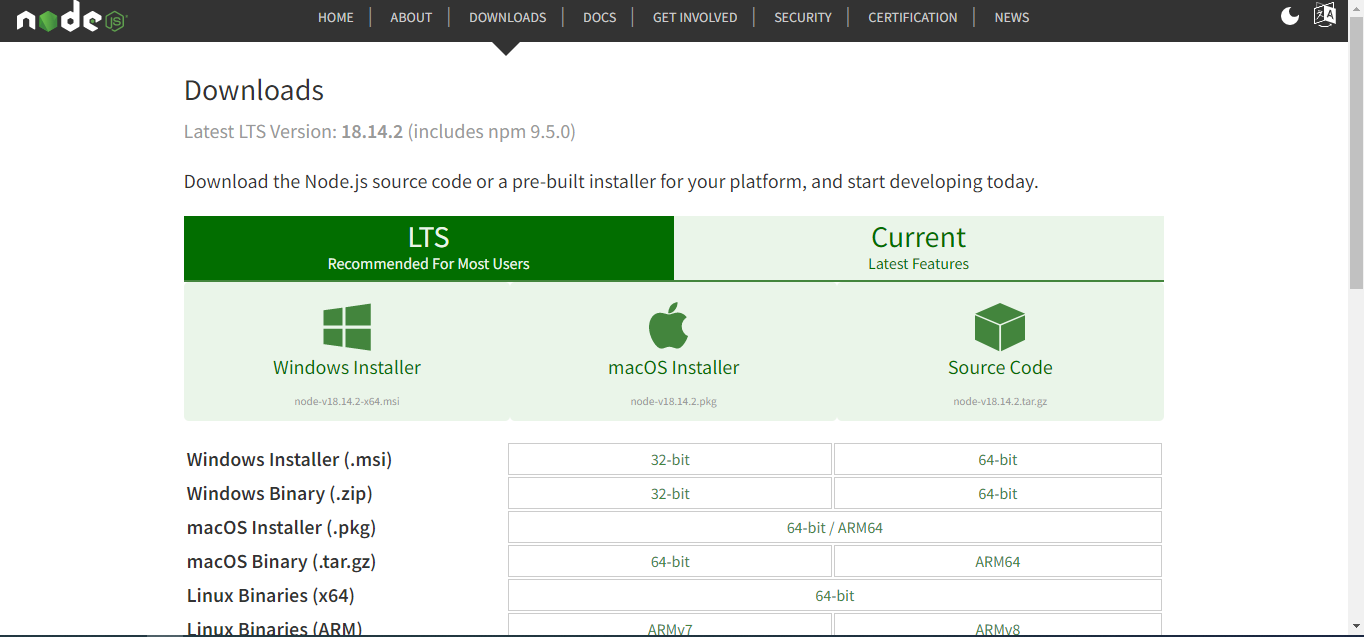 node JS
HOME ABOUT DOWNLOADS DOCS GET INVOLVED SECURITY CERTIFICATION NEWS
Downloads
Latest LTS Version: 18.14.2 (includes npm 9.5.0)
Download the Node.js source code or a pre-built installer for your platform, and start developing today.
LTS
Recommended For Most Users
Current
Latest Features
Windows Installer
node-v18.14.2-x64.msi
macOS Installer
node-v18.14.2.pkg
Source Code
node-v18.14.2.tar.gz
Windows Installer (.msi) 32-bit 64-bit
Windows Binary (.zip) 32-bit 64-bit
macOS Installer (.pkg) 64-bit / ARM64
macOS Binary (.tar.gz) 64-bit ARM64
Linux Binaries (x64) 64-bit
Linux Binaries (ARM) ARMv7 ARMv8